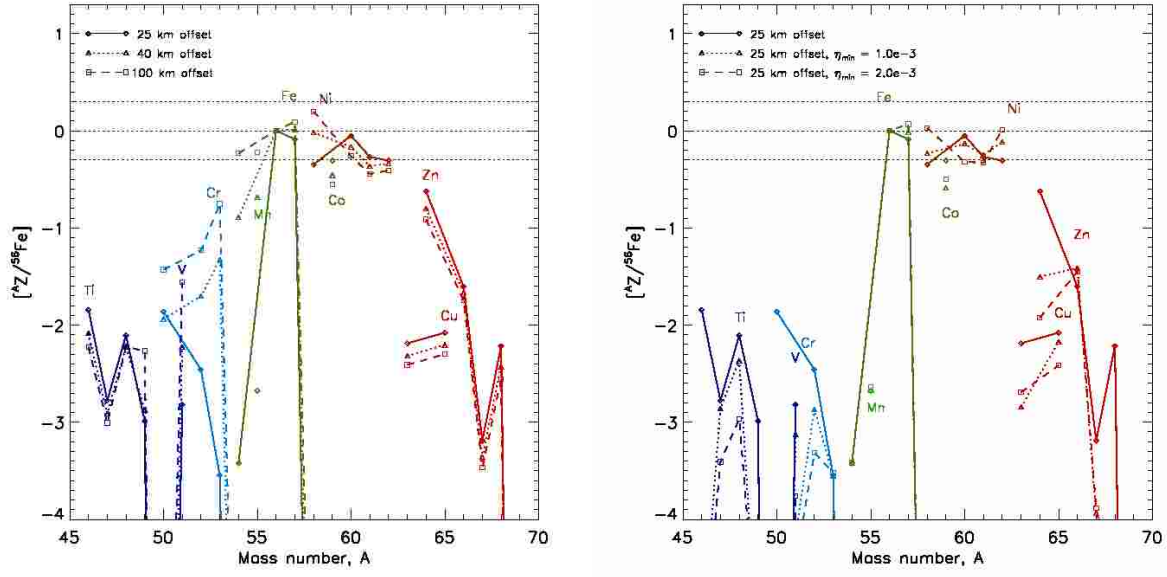 1
0
−1
−2
−3
−4
[ᴬZ/⁵⁶Fe]
45 50 55 60 65 70
Mass number, A
25 km offset
40 km offset
100 km offset
Ti
V
Cr
Mn
Fe
Co
Ni
Cu
Zn
1
0
−1
−2
−3
−4
[ᴬZ/⁵⁶Fe]
45 50 55 60 65 70
Mass number, A
25 km offset
25 km offset, ηmin = 1.0e−3
25 km offset, ηmin = 2.0e−3
Ti
V
Cr
Mn
Fe
Co
Ni
Cu
Zn